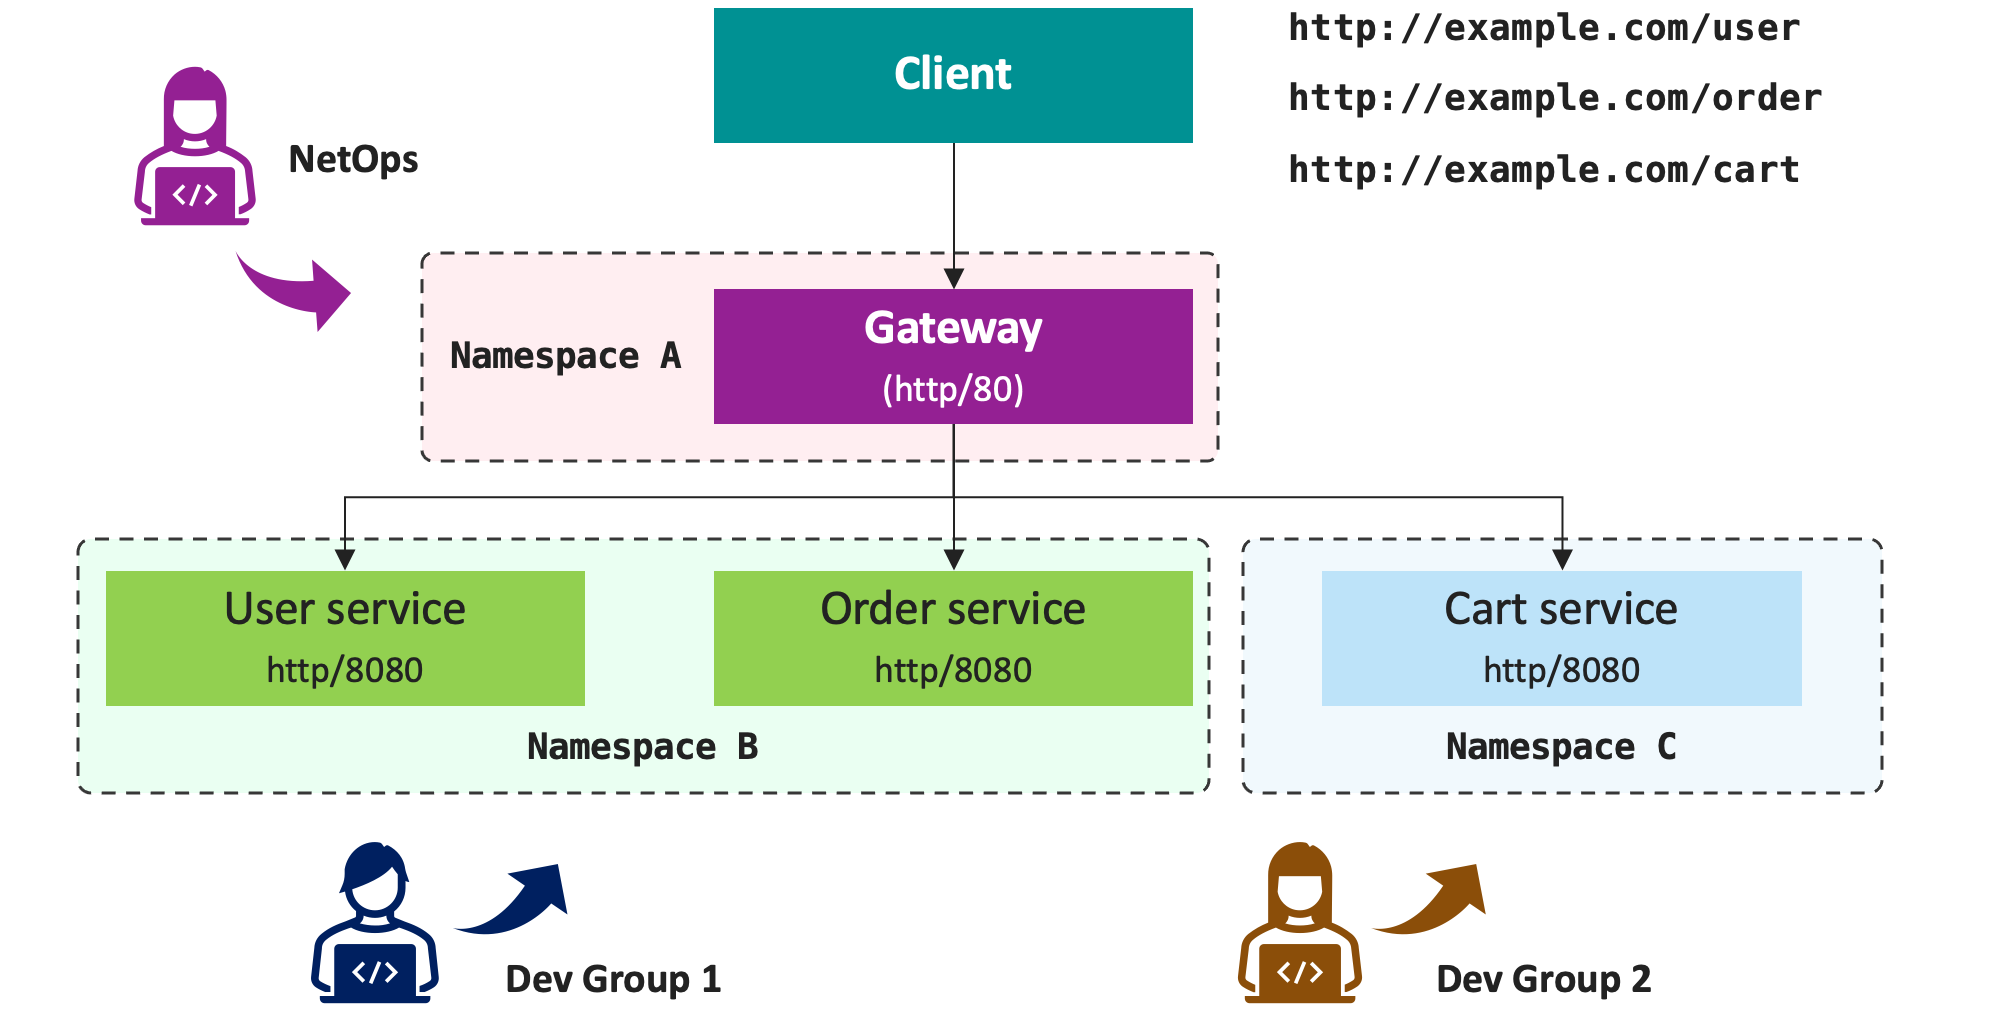 Client
http://example.com/user
http://example.com/order
http://example.com/cart
NetOps
</>
Namespace A
Gateway
(http/80)
User service
http/8080
Order service
http/8080
Cart service
http/8080
Namespace B
Namespace C
</>
Dev Group 1
</>
Dev Group 2